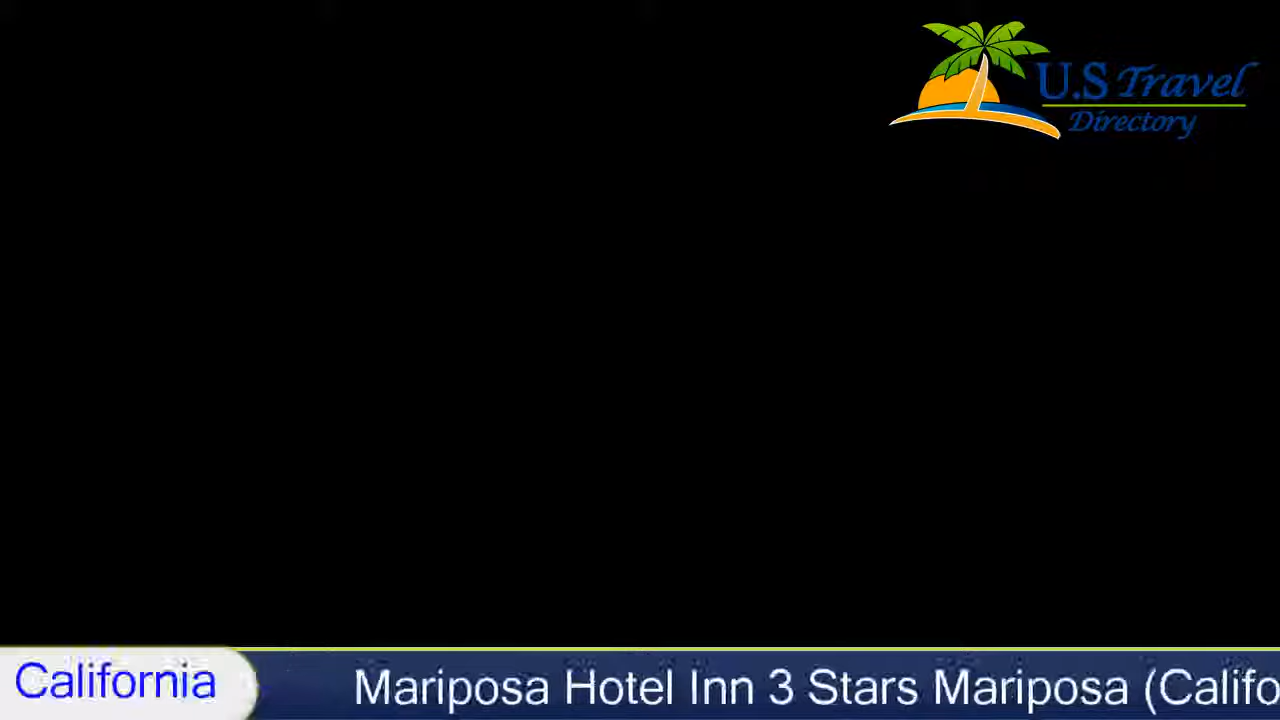 U.S Travel
Directory
California
Mariposa Hotel Inn 3 Stars Mariposa (Califo